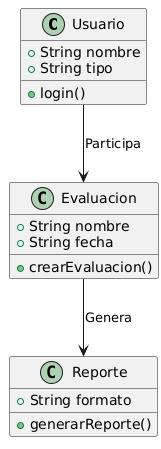 C Usuario
String nombre
String tipo
login()
Participa
C Evaluacion
String nombre
String fecha
crearEvaluacion()
Genera
C Reporte
String formato
generarReporte()